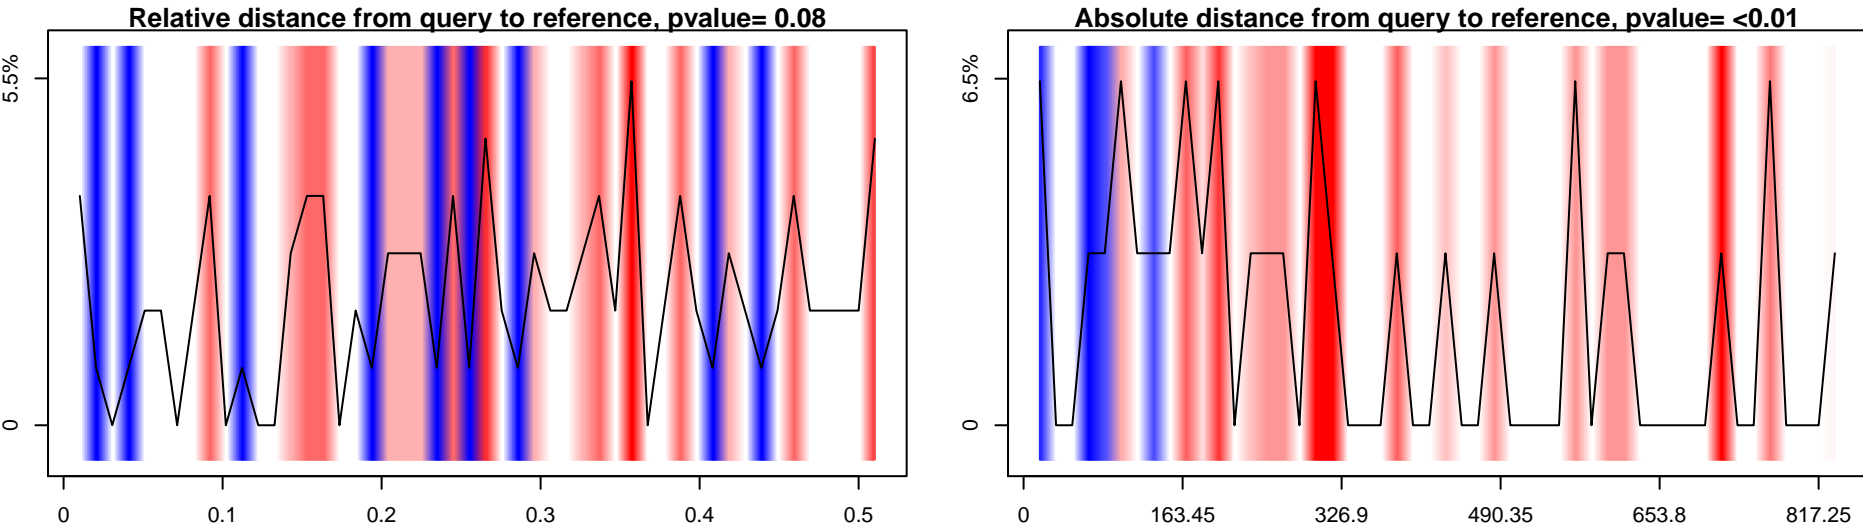 Relative distance from query to reference, pvalue= 0.08
5.5%
0
0 0.1 0.2 0.3 0.4 0.5
Absolute distance from query to reference, pvalue= <0.01
6.5%
0
0 163.45 326.9 490.35 653.8 817.25